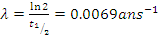 λ = ln2 / t₁/₂ = 0.0069ans⁻¹